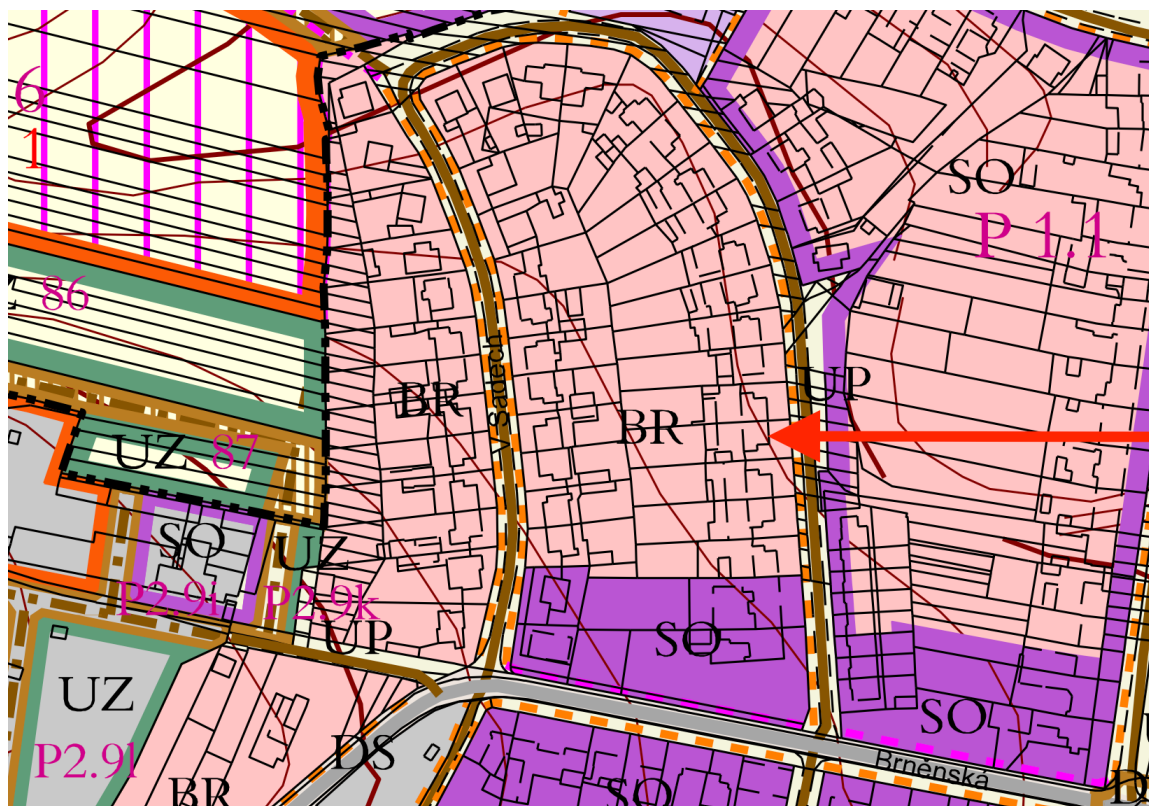 6
1
SO
P 1.1
86
V Sadech
BR
UP
BR
UZ
87
SO
UZ
P2.9i
P2.9k
UP
SO
UZ
SO
DS
P2.9l
Brněnská
BR
SO